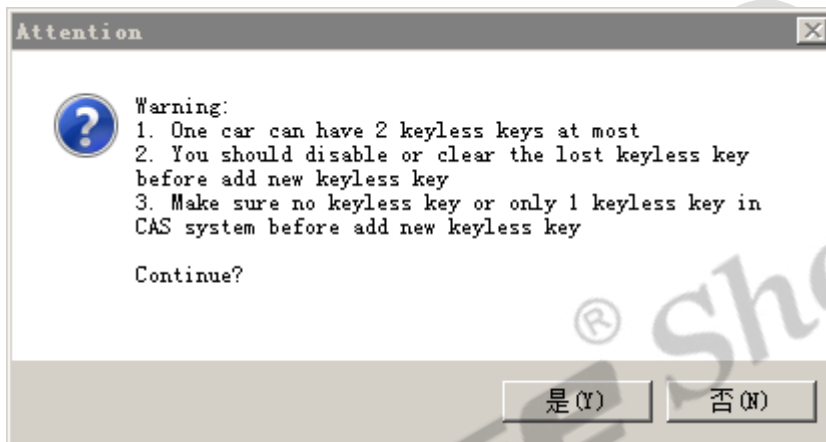 Attention
Warning:
1. One car can have 2 keyless keys at most
2. You should disable or clear the lost keyless key
before add new keyless key
3. Make sure no keyless key or only 1 keyless key in
CAS system before add new keyless key
Continue?
® Sho
是(Y)
否(N)